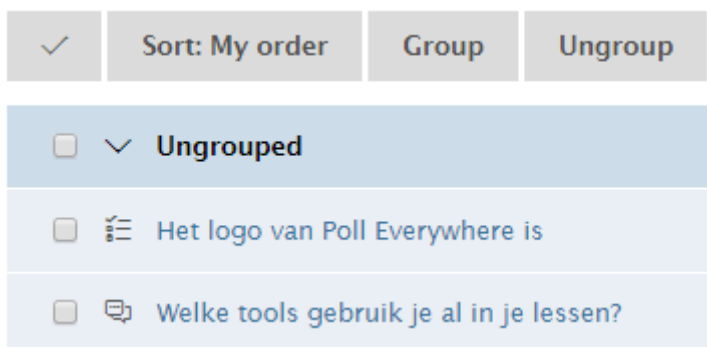 Sort: My order Group Ungroup
Ungrouped
Het logo van Poll Everywhere is
Welke tools gebruik je al in je lessen?